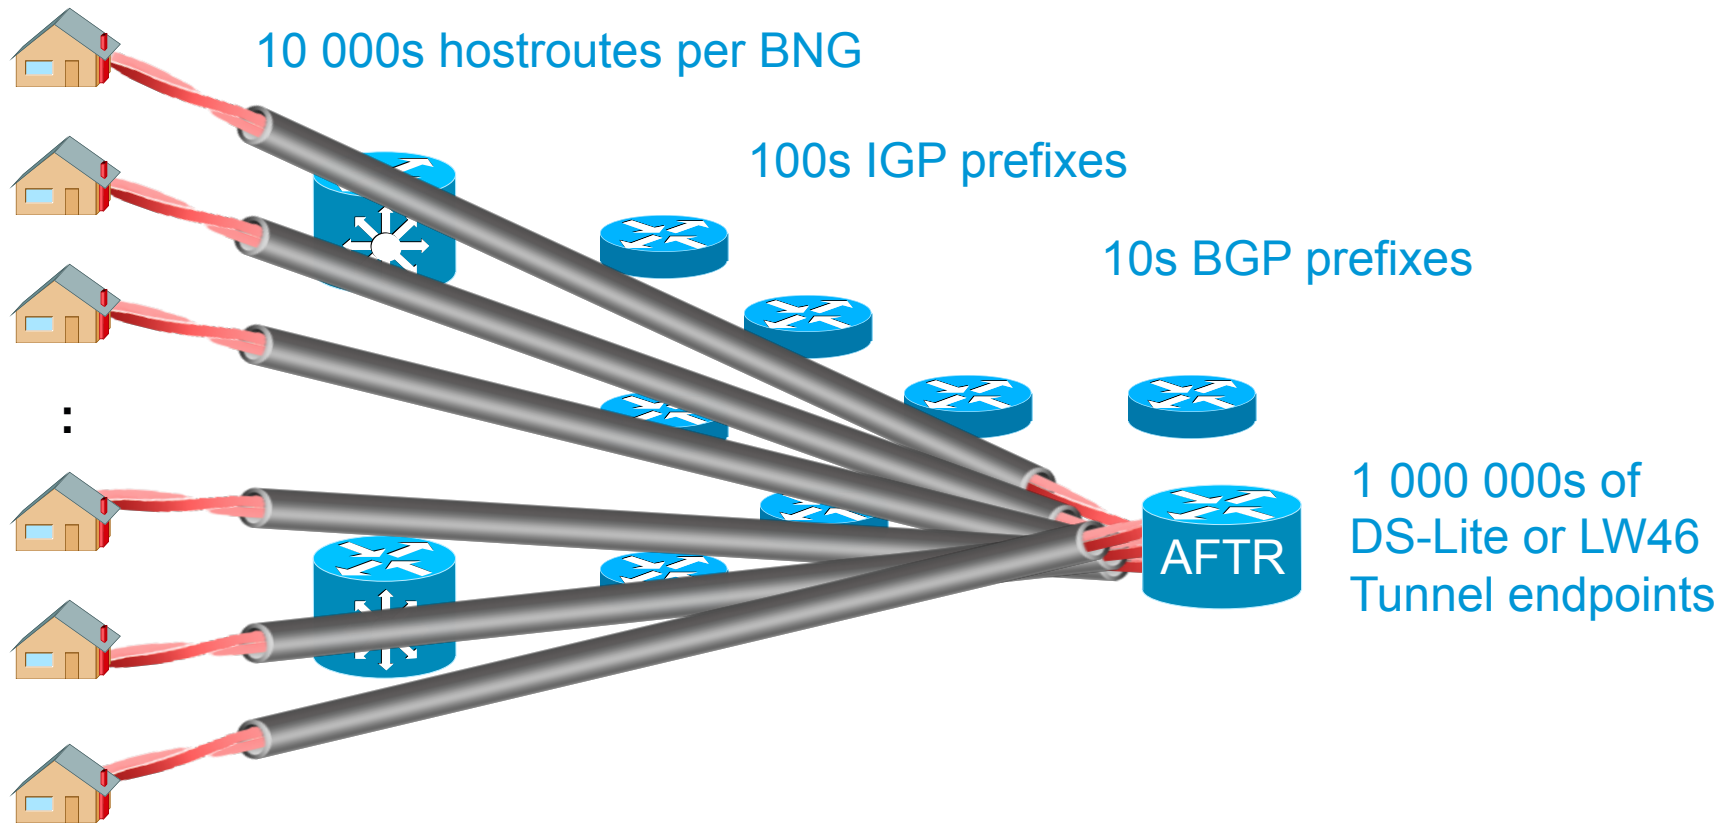 10 000s hostroutes per BNG
100s IGP prefixes
10s BGP prefixes
:
1 000 000s of
DS-Lite or LW46
Tunnel endpoints
AFTR